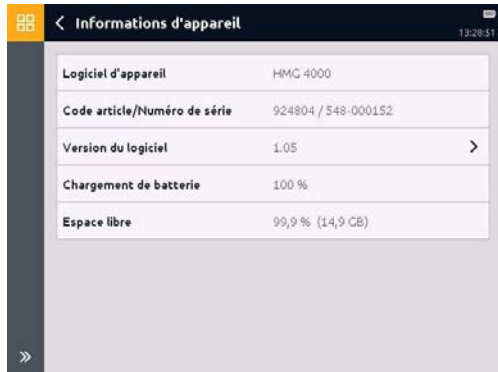 Informations d'appareil
13:28:51
Logiciel d'appareil HMG 4000
Code article/Numéro de série 924804 / 548-000152
Version du logiciel 1.05
Chargement de batterie 100 %
Espace libre 99,9 % (14,9 GB)